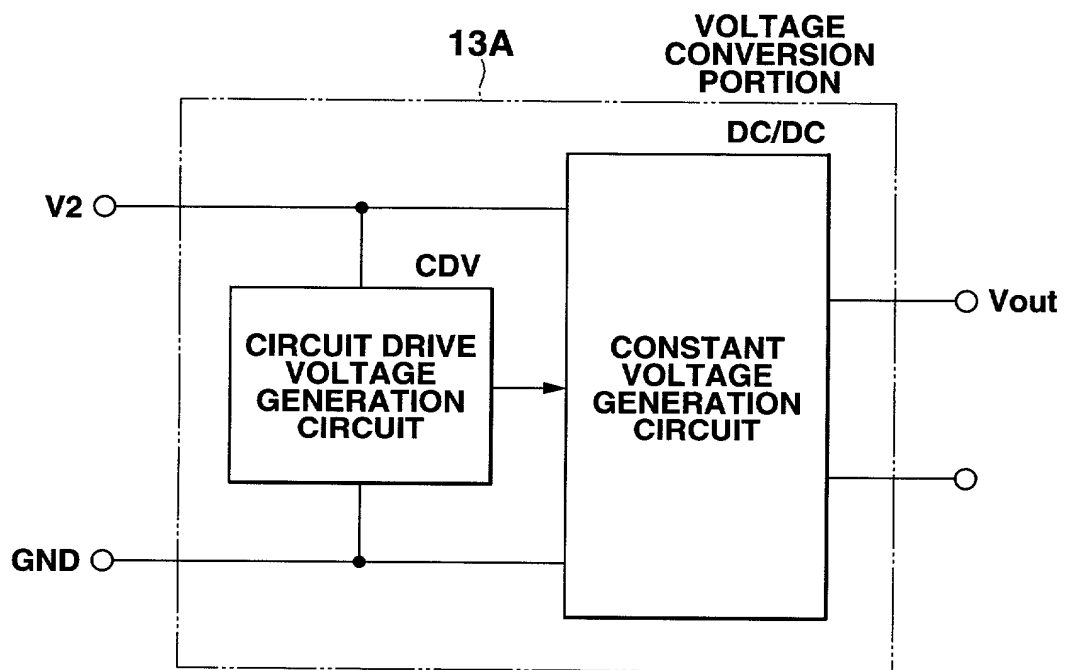 13A
VOLTAGE
CONVERSION
PORTION
DC/DC
V2
CDV
CIRCUIT DRIVE
VOLTAGE
GENERATION
CIRCUIT
CONSTANT
VOLTAGE
GENERATION
CIRCUIT
Vout
GND